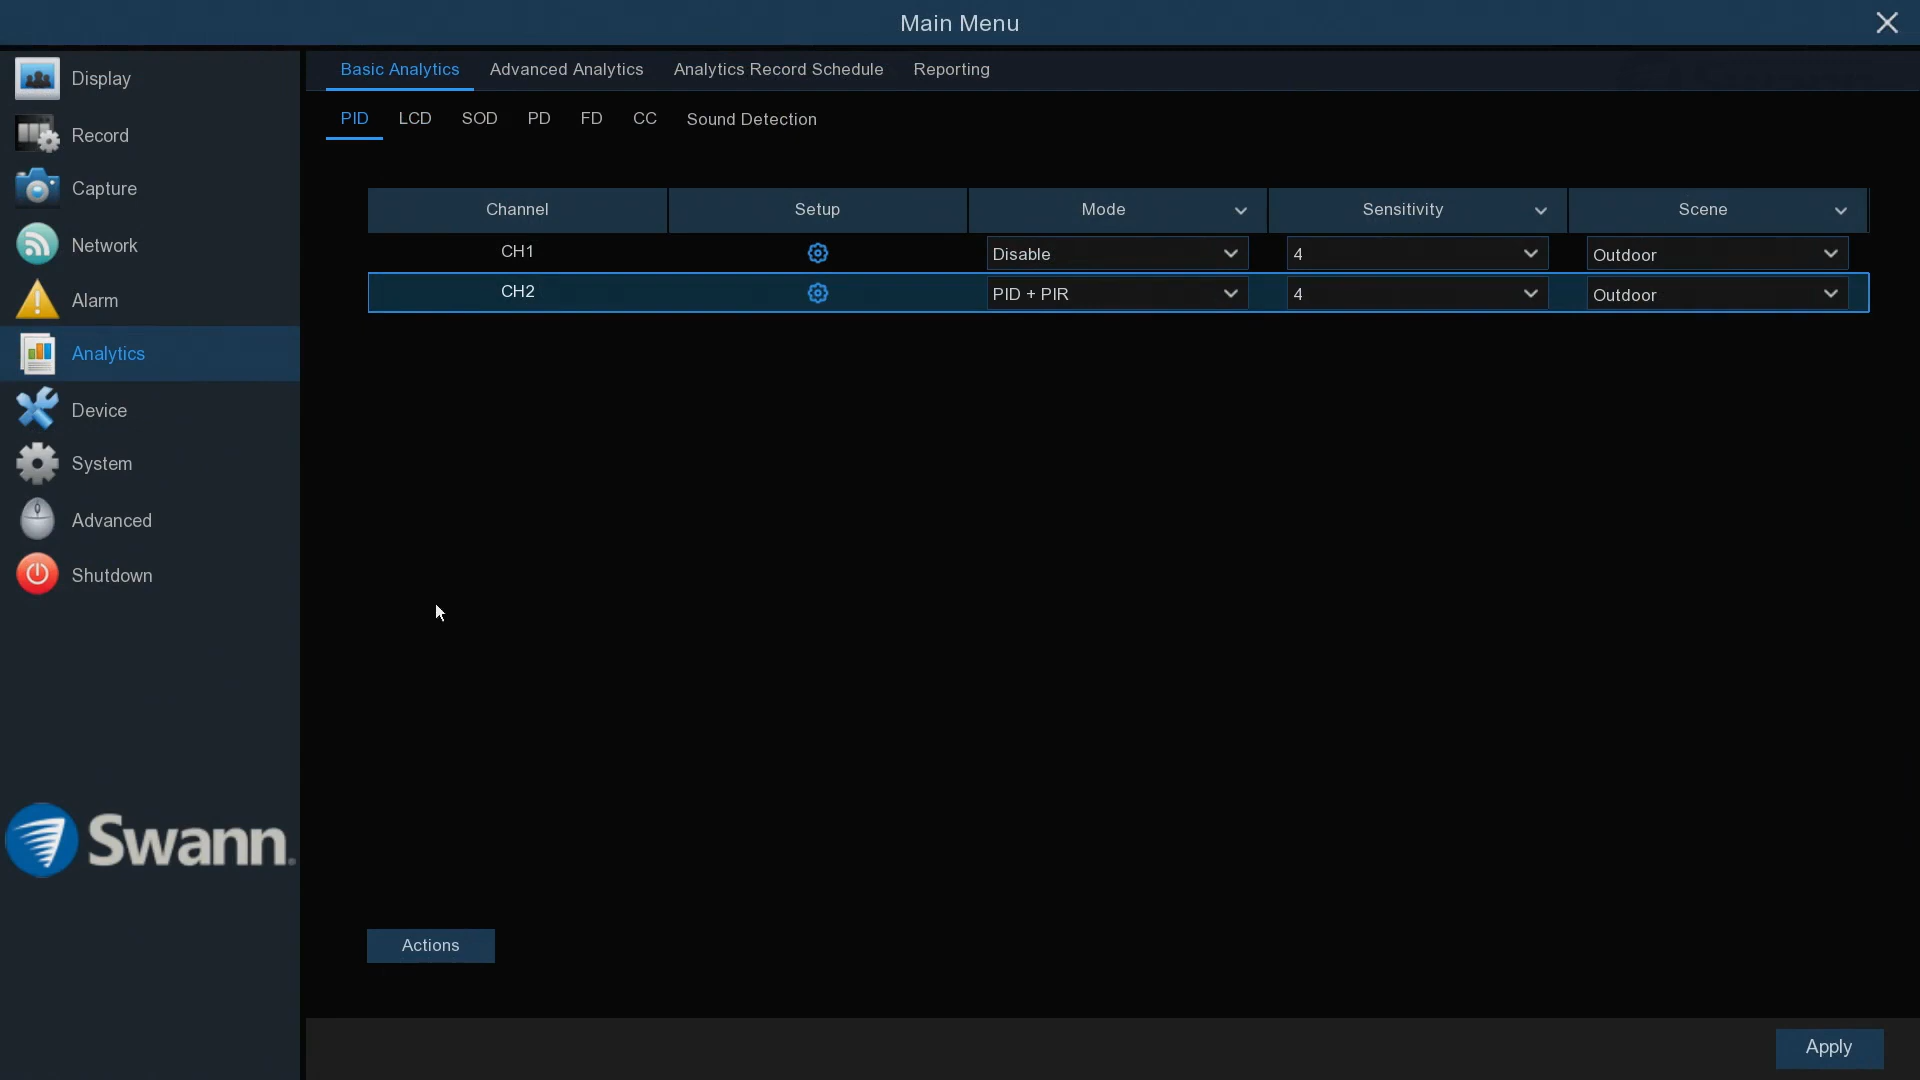 Main Menu
Display
Record
Capture
Network
Alarm
Analytics
Device
System
Advanced
Shutdown
Swann
Basic Analytics Advanced Analytics Analytics Record Schedule Reporting
PID LCD SOD PD FD CC Sound Detection
Channel Setup Mode Sensitivity Scene
CH1 Disable 4 Outdoor
CH2 PID + PIR 4 Outdoor
Actions
Apply